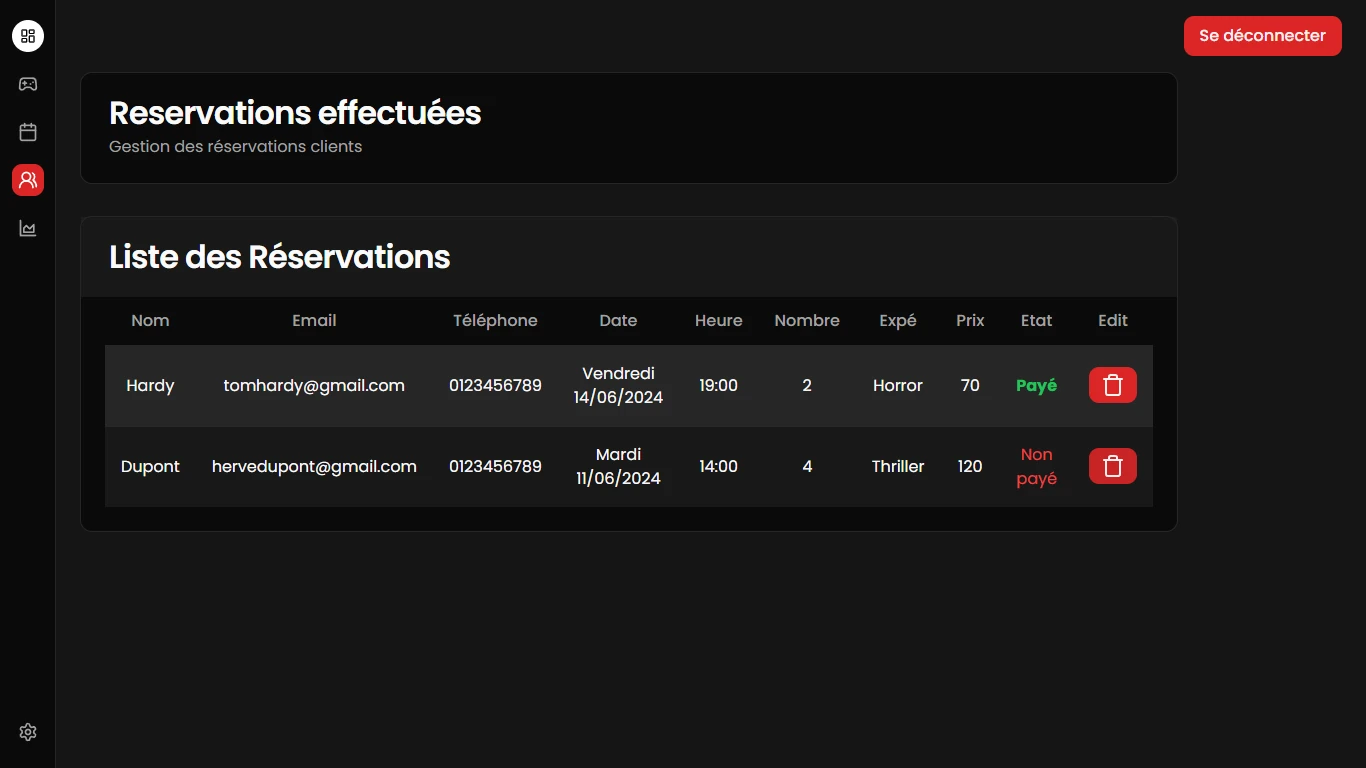 Se déconnecter
Reservations effectuées
Gestion des réservations clients
Liste des Réservations
Nom Email Téléphone Date Heure Nombre Expé Prix Etat Edit
Hardy tomhardy@gmail.com 0123456789 Vendredi 14/06/2024 19:00 2 Horror 70 Payé
Dupont hervedupont@gmail.com 0123456789 Mardi 11/06/2024 14:00 4 Thriller 120 Non payé